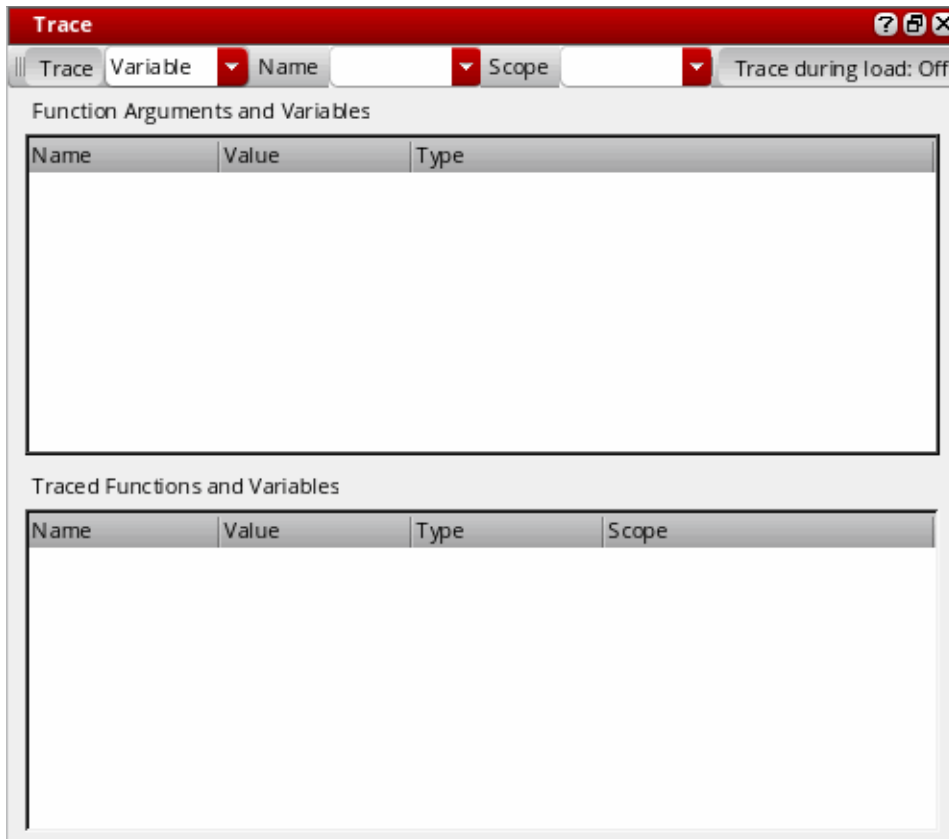 Trace
Trace Variable Name Scope Trace during load: Off
Function Arguments and Variables
Name Value Type
Traced Functions and Variables
Name Value Type Scope